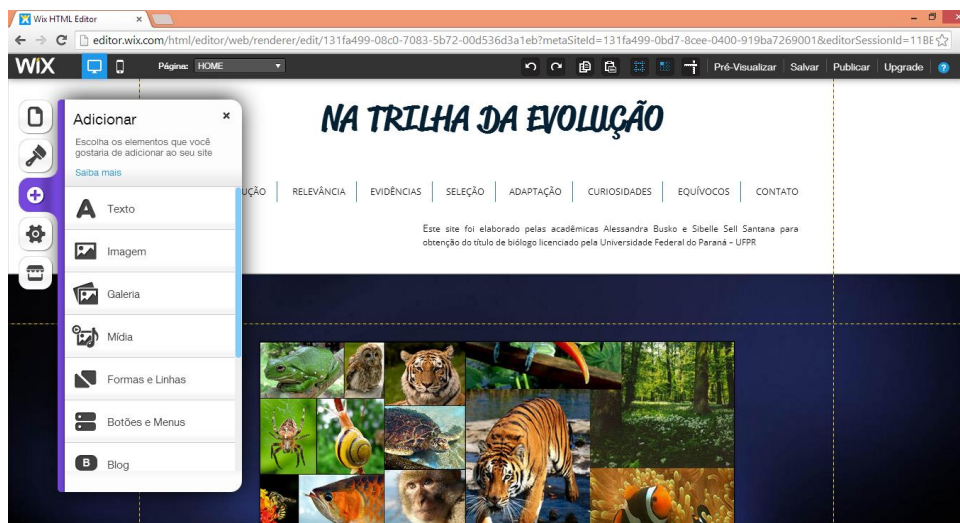 Wix HTML Editor
editor.wix.com/html/editor/web/renderer/edit/131fa499-08c0-7083-5b72-00d536d3a1eb?metaSiteId=131fa499-0bd7-8cee-0400-919ba7269001&editorSessionId=11BE
WiX
Página: HOME
Pré-Visualizar
Salvar
Publicar
Upgrade
?
NA TRILHA DA EVOLUÇÃO
Adicionar
Escolha os elementos que você
gostaria de adicionar ao seu site
Saiba mais
UÇÃO RELEVÂNCIA EVIDÊNCIAS SELEÇÃO ADAPTAÇÃO CURIOSIDADES EQUÍVOCOS CONTATO
Este site foi elaborado pelas acadêmicas Alessandra Busko e Sibelle Sell Santana para
obtenção do título de biólogo licenciado pela Universidade Federal do Paraná – UFPR
A Texto
Imagem
Galeria
Mídia
Formas e Linhas
Botões e Menus
B Blog